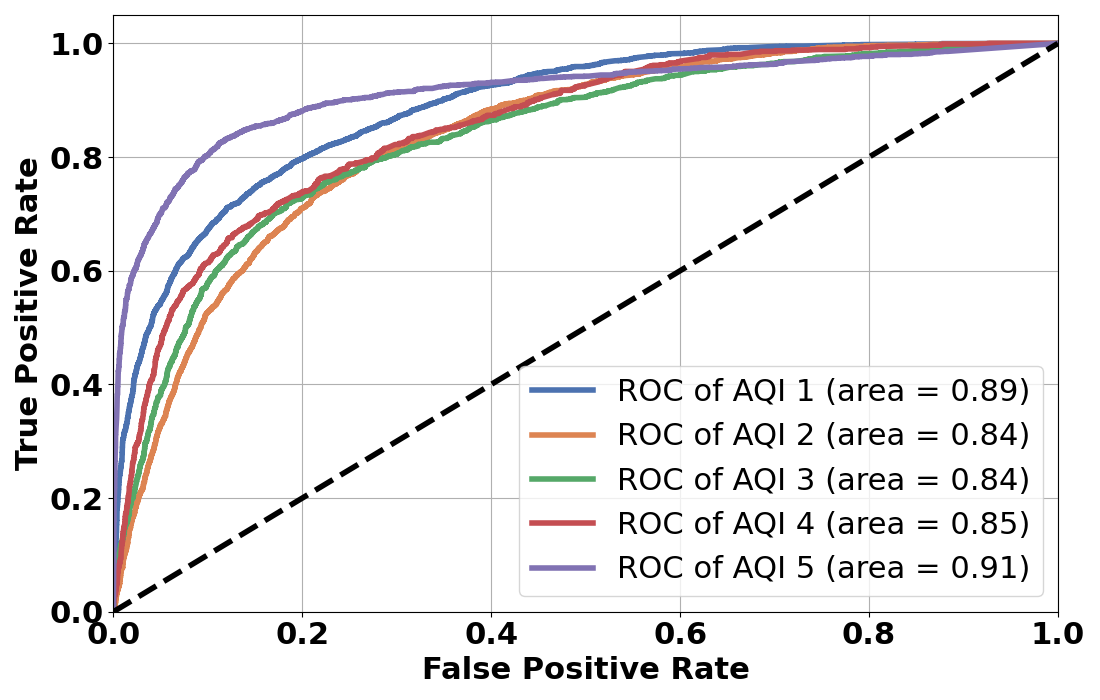 1.0
0.8
0.6
0.4
0.2
0.0
True Positive Rate
ROC of AQI 1 (area = 0.89)
ROC of AQI 2 (area = 0.84)
ROC of AQI 3 (area = 0.84)
ROC of AQI 4 (area = 0.85)
ROC of AQI 5 (area = 0.91)
0.0 0.2 0.4 0.6 0.8 1.0
False Positive Rate